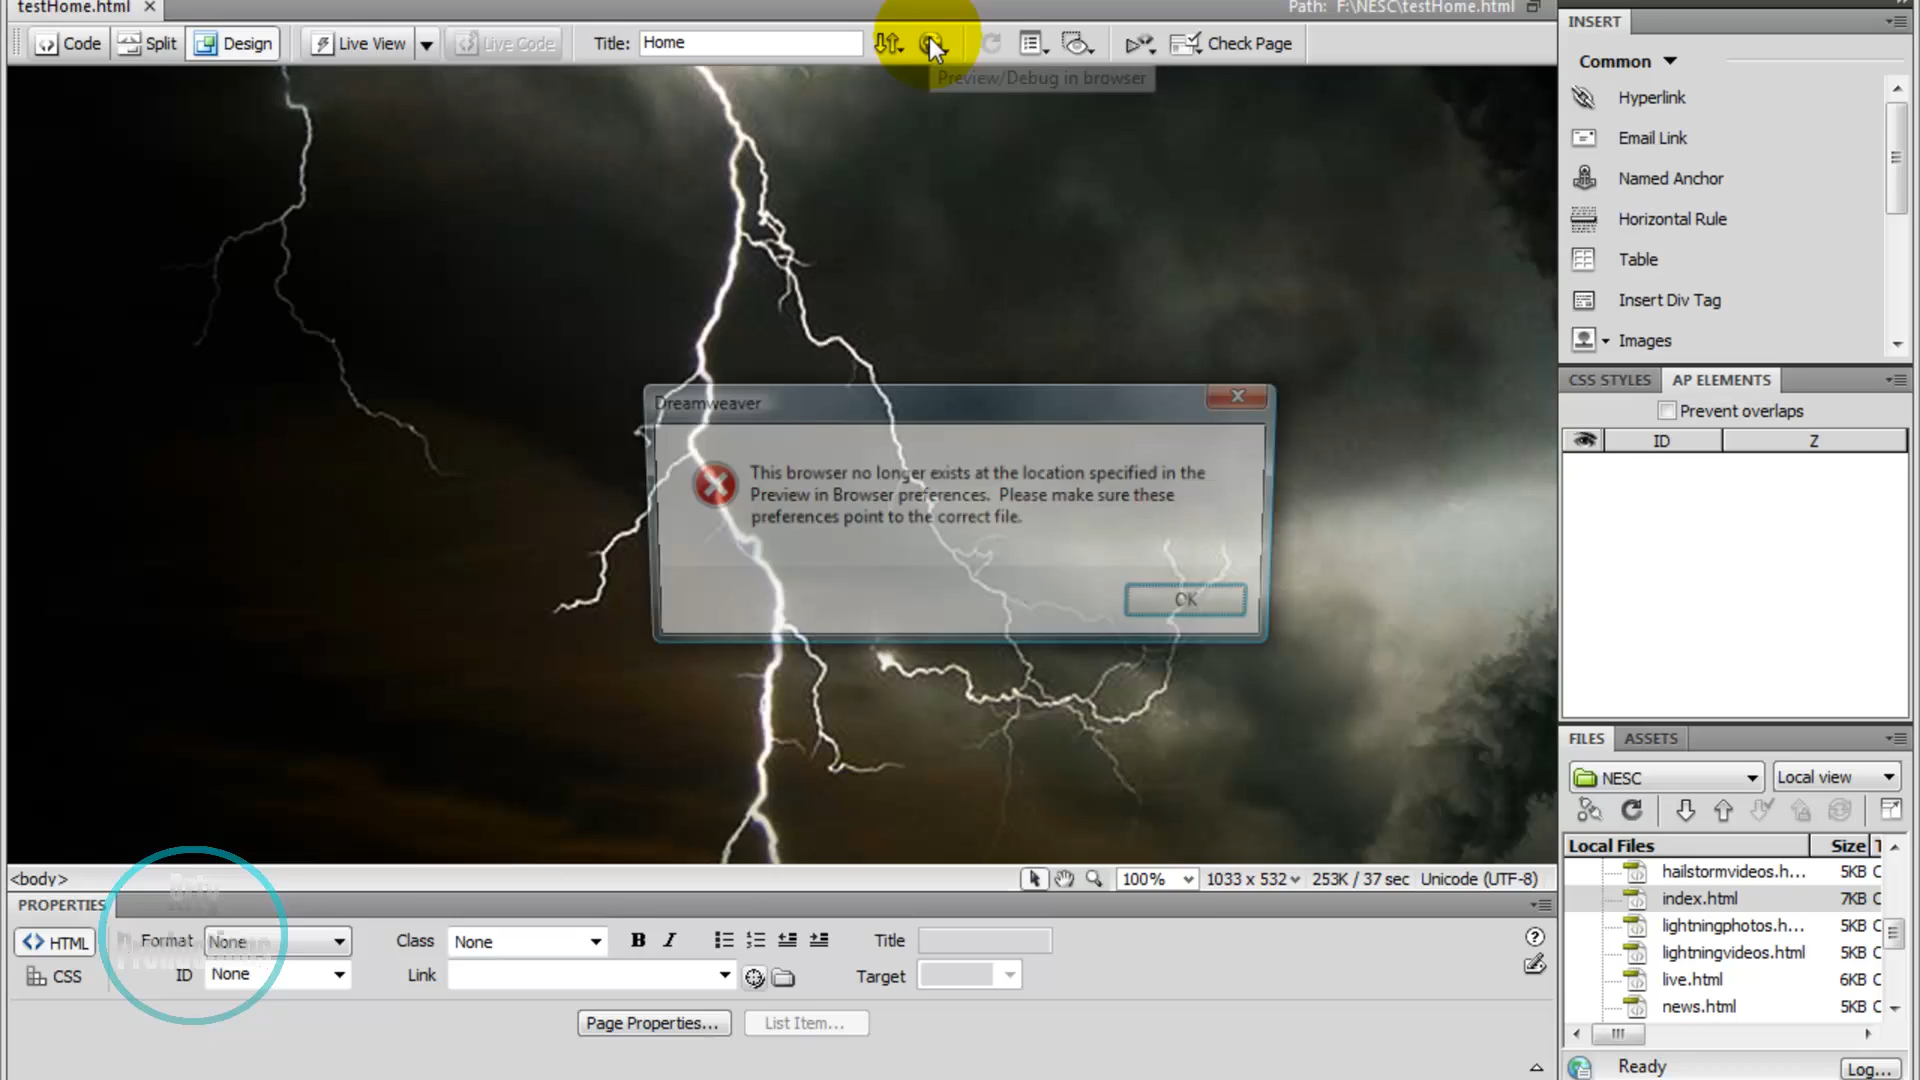 testHome.html
Path: F:\NESC\testHome.html
Code Split Design Live View Live Code Title: Home Check Page
Preview/Debug in browser
INSERT
Common
Hyperlink
Email Link
Named Anchor
Horizontal Rule
Table
Insert Div Tag
Images
CSS STYLES AP ELEMENTS
Prevent overlaps
ID Z
Dreamweaver
This browser no longer exists at the location specified in the
Preview in Browser preferences. Please make sure these
preferences point to the correct file.
OK
FILES ASSETS
NESC Local view
Local Files Size T
hailstormvideos.h... 5KB C
index.html 7KB C
lightningphotos.h... 5KB C
lightningvideos.html 5KB C
live.html 6KB C
news.html 5KB C
Ready Log...
<body>
100% 1033 x 532 253K / 37 sec Unicode (UTF-8)
PROPERTIES
HTML Format None Class None B I Title
CSS ID None Link Target
Page Properties... List Item...
Productions